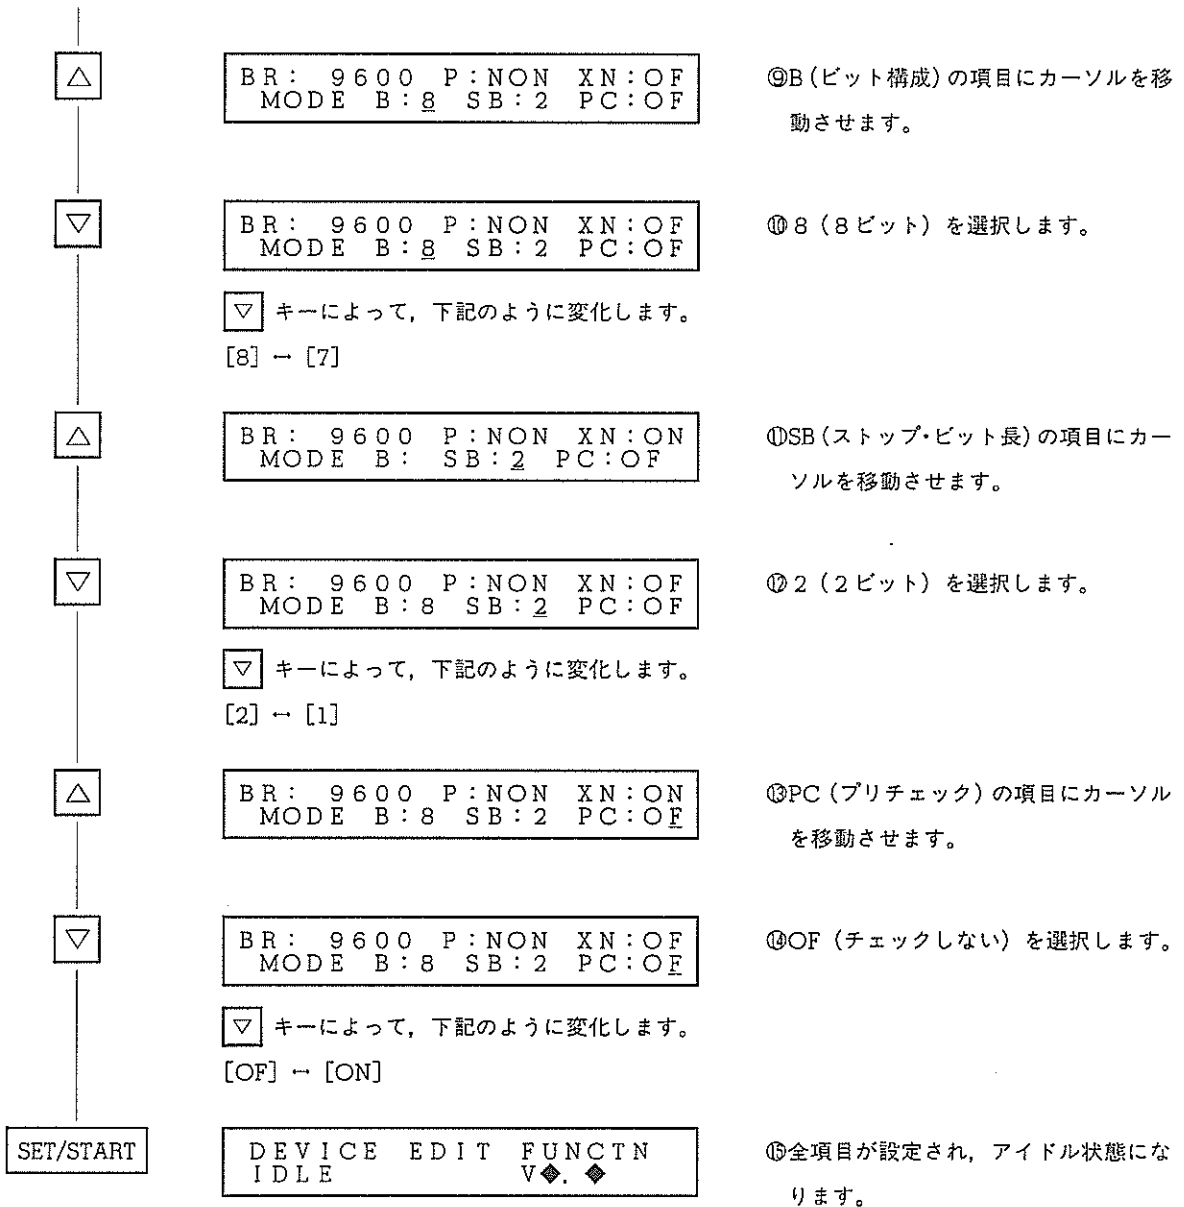 △
BR: 9600 P:NON XN:OF
MODE B:8 SB:2 PC:OF
⑨B(ビット構成)の項目にカーソルを移
動させます。
▽
BR: 9600 P:NON XN:OF
MODE B:8 SB:2 PC:OF
⑩8(8ビット)を選択します。
▽ キーによって,下記のように変化します。
[8] ↔ [7]
△
BR: 9600 P:NON XN:ON
MODE B: SB:2 PC:OF
⑪SB(ストップ・ビット長)の項目にカー
ソルを移動させます。
▽
BR: 9600 P:NON XN:OF
MODE B:8 SB:2 PC:OF
⑫2(2ビット)を選択します。
▽ キーによって,下記のように変化します。
[2] ↔ [1]
△
BR: 9600 P:NON XN:ON
MODE B:8 SB:2 PC:OF
⑬PC(プリチェック)の項目にカーソル
を移動させます。
▽
BR: 9600 P:NON XN:OF
MODE B:8 SB:2 PC:OF
⑭OF(チェックしない)を選択します。
▽ キーによって,下記のように変化します。
[OF] ↔ [ON]
SET/START
DEVICE EDIT FUNCTN
IDLE V◆.◆
⑮全項目が設定され,アイドル状態にな
ります。